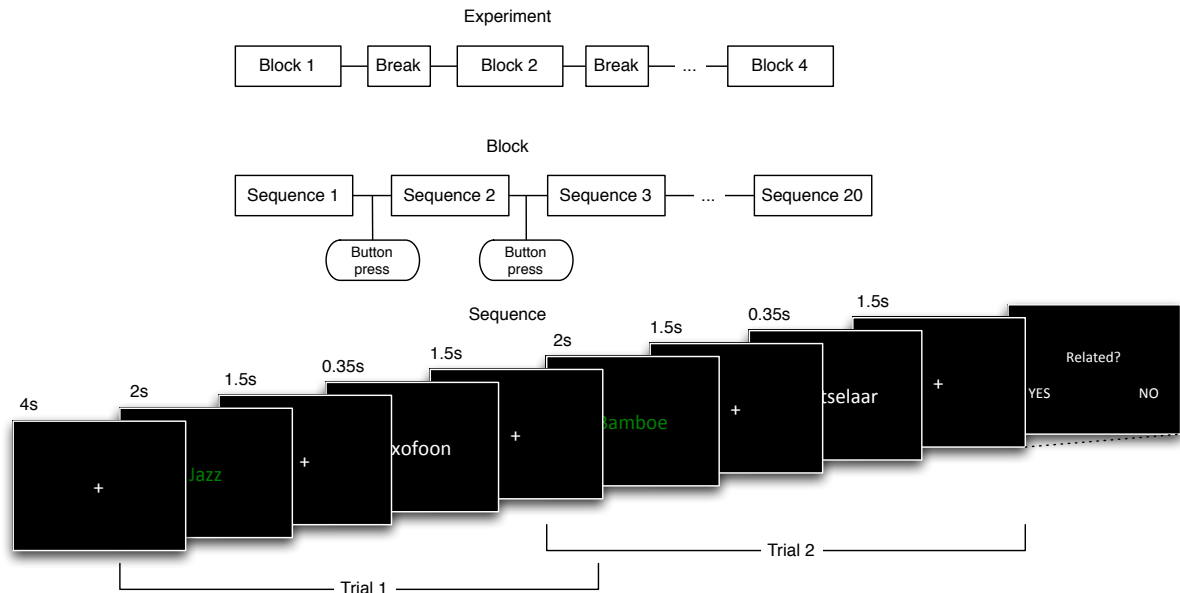 Experiment
Block 1 Break Block 2 Break ... Block 4
Block
Sequence 1 Sequence 2 Sequence 3 ... Sequence 20
Button press
Button press
Sequence
4s
2s
1.5s
0.35s
1.5s
2s
1.5s
0.35s
1.5s
+
Jazz
+
xofoon
+
Bamboe
+
tselaar
+
Related?
YES NO
Trial 2
Trial 1